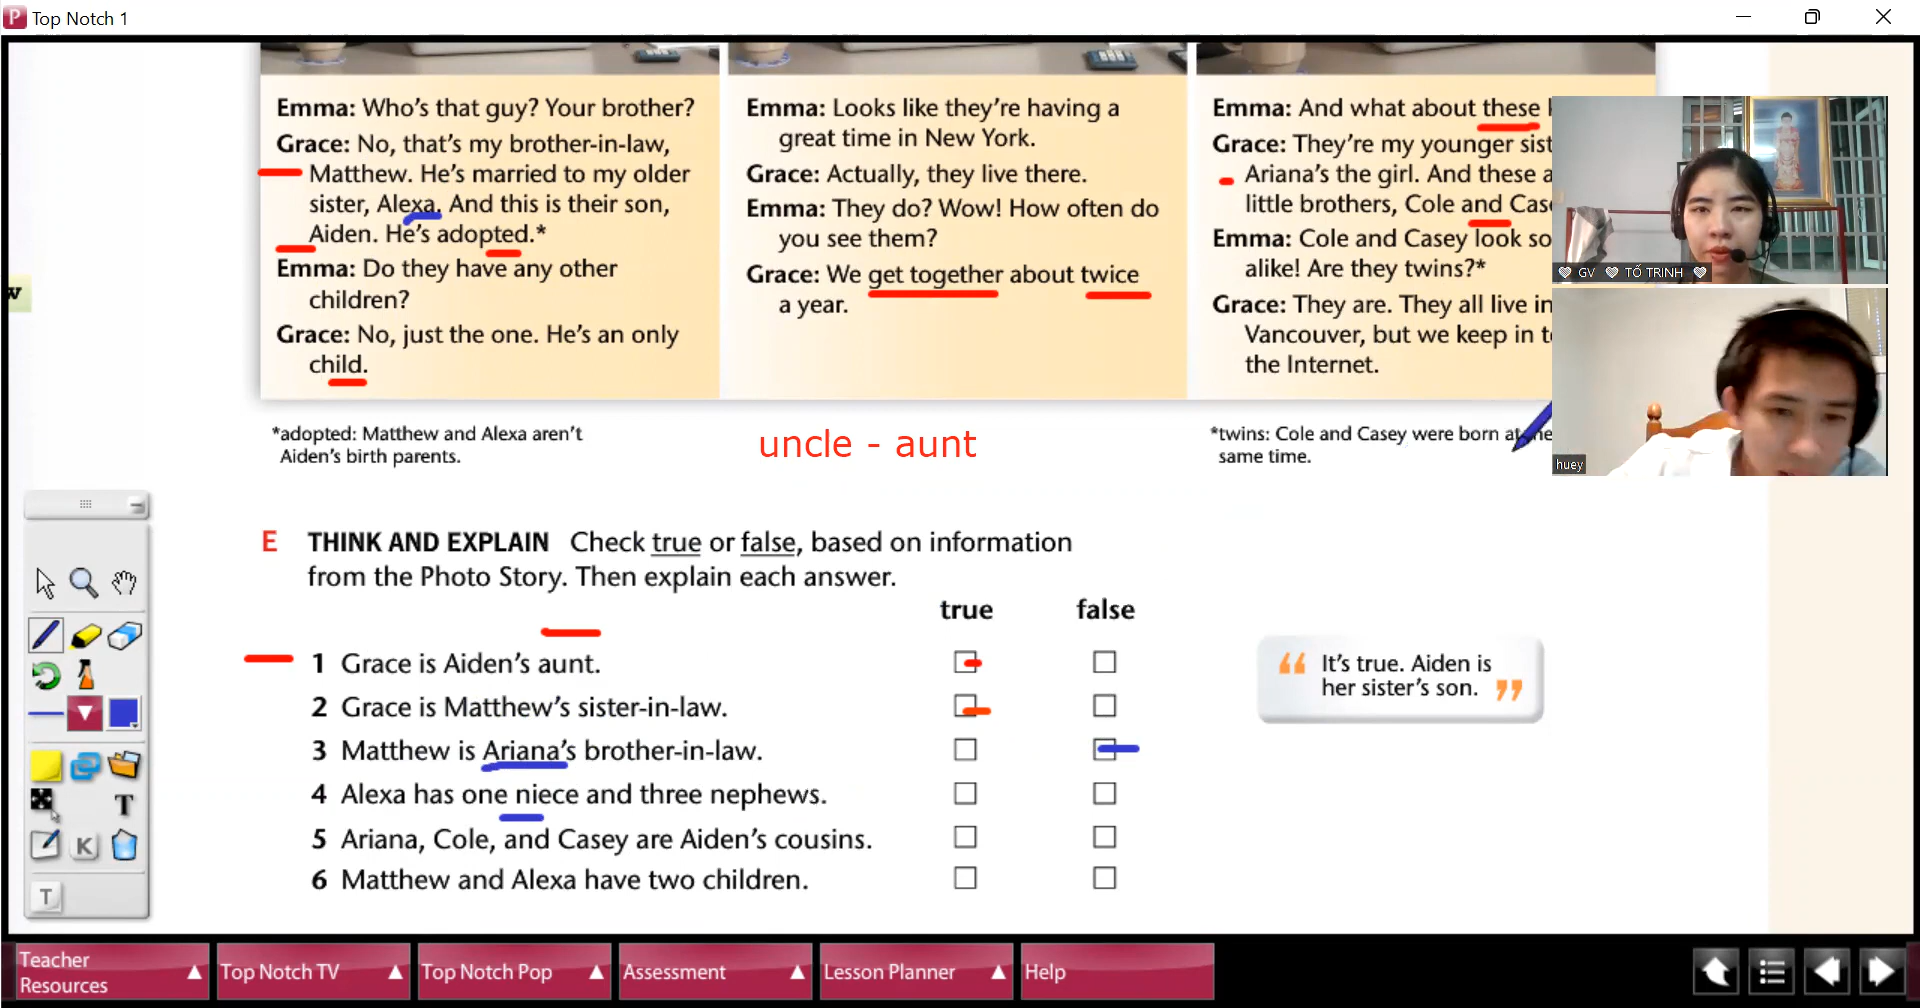 Top Notch 1
Emma: Who's that guy? Your brother?
Grace: No, that's my brother-in-law,
Matthew. He's married to my older
sister, Alexa. And this is their son,
Aiden. He's adopted.*
Emma: Do they have any other
children?
Grace: No, just the one. He's an only
child.
*adopted: Matthew and Alexa aren't
Aiden's birth parents.
Emma: Looks like they're having a
great time in New York.
Grace: Actually, they live there.
Emma: They do? Wow! How often do
you see them?
Grace: We get together about twice
a year.
uncle - aunt
Emma: And what about these
Grace: They're my younger
Ariana's the girl. And these
little brothers, Cole and
Emma: Cole and Casey look so
alike! Are they twins?*
Grace: They are. They all live in
Vancouver, but we keep in
the Internet.
*twins: Cole and Casey were born at
same time.
GV TỐ TRINH
huey
E THINK AND EXPLAIN Check true or false, based on information
from the Photo Story. Then explain each answer.
true false
1 Grace is Aiden's aunt.
2 Grace is Matthew's sister-in-law.
3 Matthew is Ariana's brother-in-law.
4 Alexa has one niece and three nephews.
5 Ariana, Cole, and Casey are Aiden's cousins.
6 Matthew and Alexa have two children.
“ It's true. Aiden is
her sister's son. ”
T
K
T
Teacher
Resources
Top Notch TV
Top Notch Pop
Assessment
Lesson Planner
Help